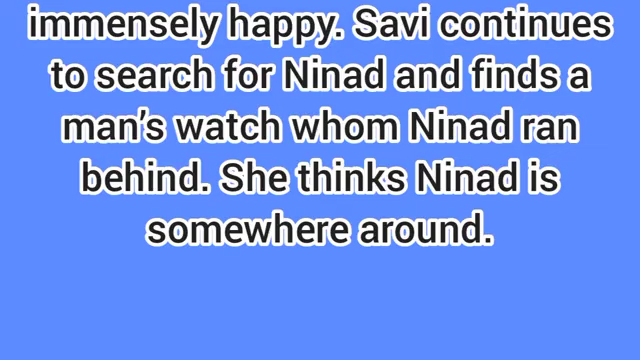 immensely happy. Savi continues
to search for Ninad and finds a
man’s watch whom Ninad ran
behind. She thinks Ninad is
somewhere around.